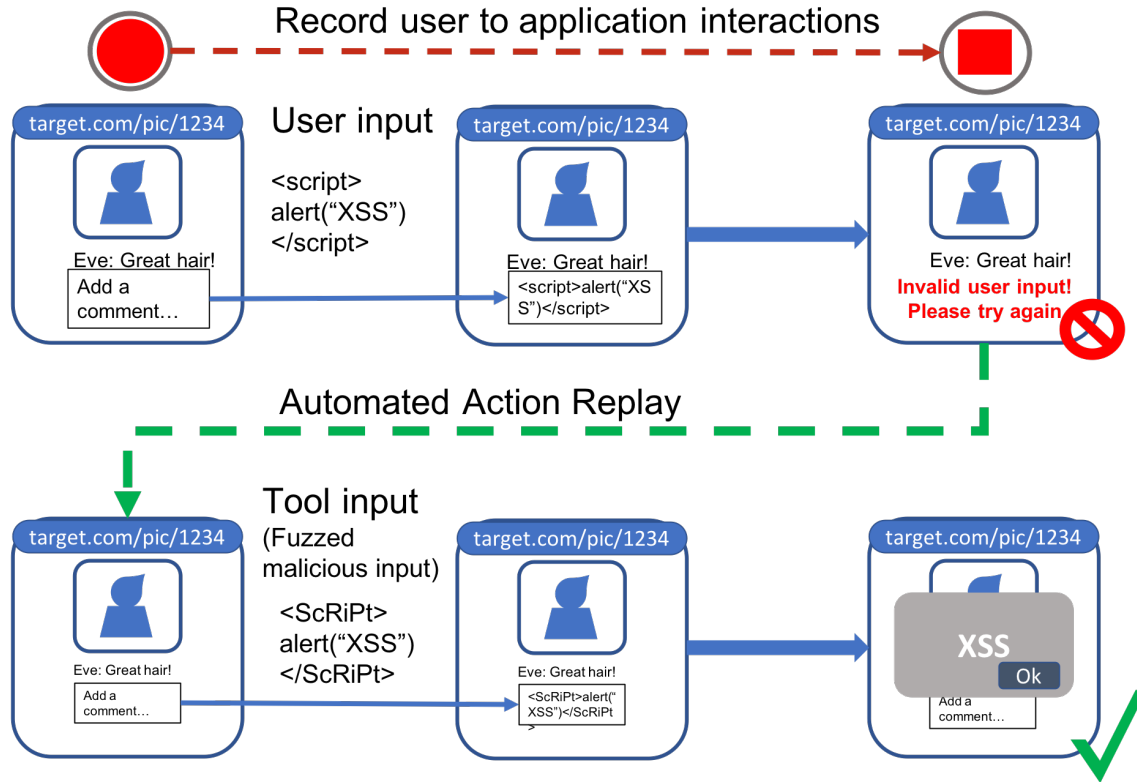 Record user to application interactions
target.com/pic/1234
User input
<script>
alert(“XSS”)
</script>
Eve: Great hair!
Add a
comment…
target.com/pic/1234
Eve: Great hair!
<script>alert(“XS
S”)</script>
target.com/pic/1234
Eve: Great hair!
Invalid user input!
Please try again
Automated Action Replay
target.com/pic/1234
Eve: Great hair!
Add a
comment…
Tool input
(Fuzzed
malicious input)
<ScRiPt>
alert(“XSS”)
</ScRiPt>
target.com/pic/1234
Eve: Great hair!
<ScRiPt>alert(“
XSS”)</ScRiPt
>
target.com/pic/1234
XSS
Ok
Add a
comment…